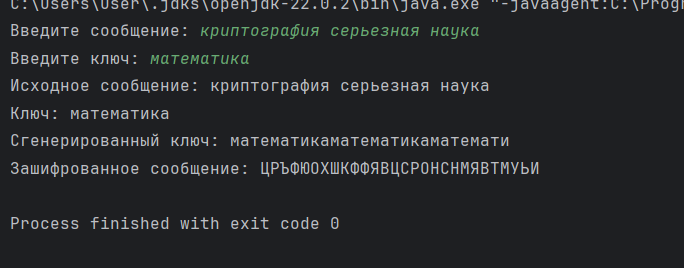 C:\Users\User\.jdks\openjdk-22.0.2\bin\java.exe "-javaagent:C:\Progr
Введите сообщение: криптография серьезная наука
Введите ключ: математика
Исходное сообщение: криптография серьезная наука
Ключ: математика
Сгенерированный ключ: математикаматематикаматемати
Зашифрованное сообщение: ЦРЪФЮОХШКФФЯВЦСРОНСНМЯВТМУЬИ
Process finished with exit code 0